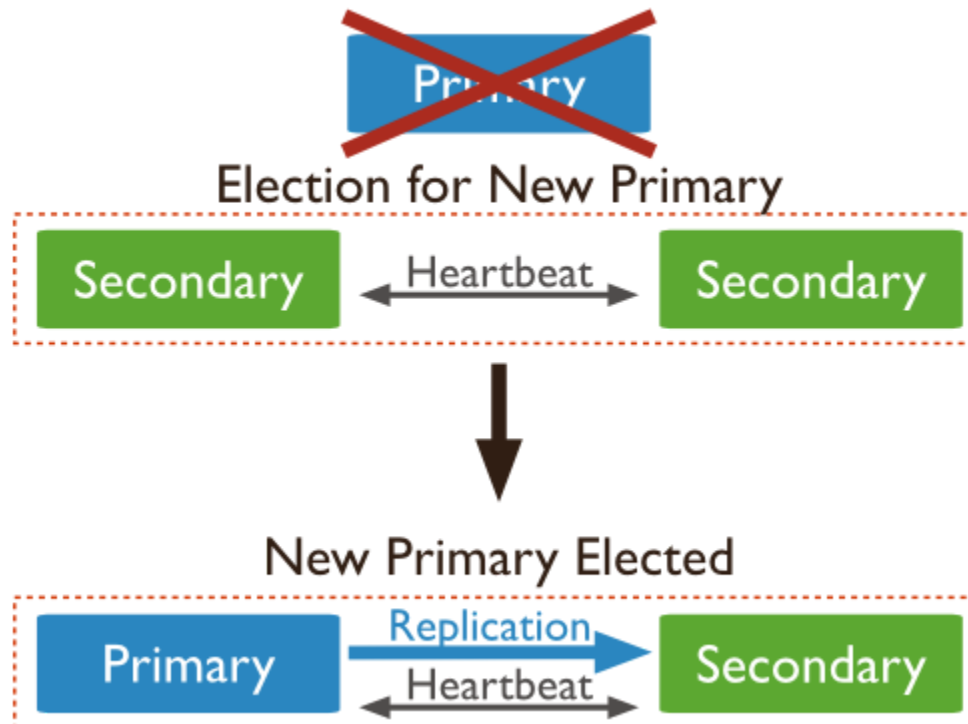 Primary
Election for New Primary
Secondary Heartbeat Secondary
New Primary Elected
Replication
Primary Secondary
Heartbeat